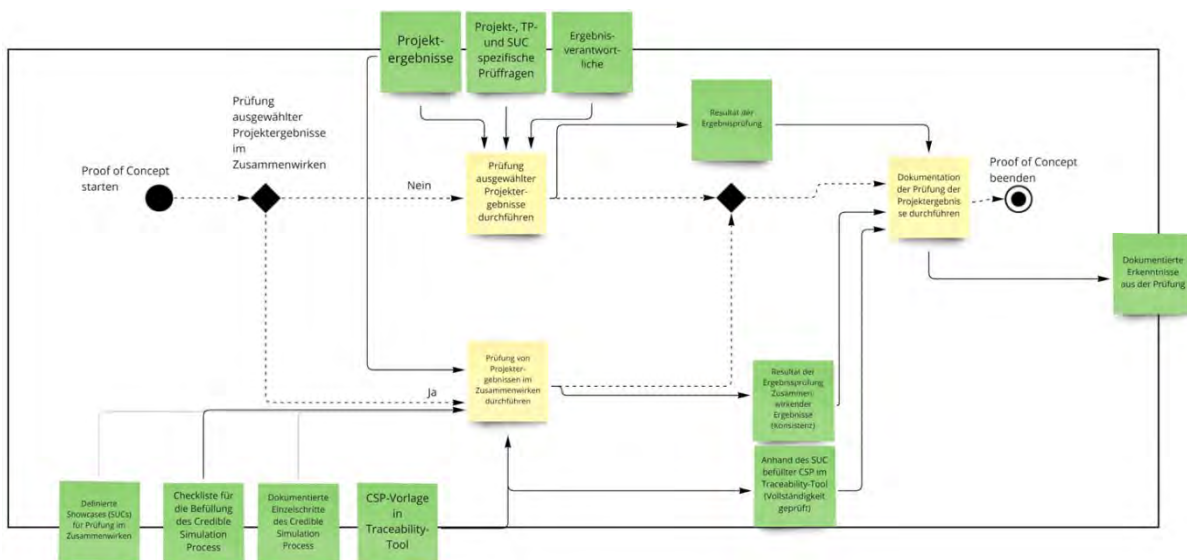 Projekt-
ergebnisse
Projekt-, TP-
und SUC
spezifische
Prüffragen
Ergebnis-
verantwort-
liche
Prüfung
ausgewählter
Projektergebnisse
im
Zusammenwirken
Resultat der
Ergebnisprüfung
Proof of Concept
starten
Nein
Prüfung
ausgewählter
Projekter-
gebnisse
durchführen
Dokumentation
der Prüfung der
Projektergebnis
se durchführen
Proof of Concept
beenden
Dokumentierte
Erkenntnisse
aus der Prüfung
Prüfung von
Projekter-
gebnissen im
Zusammenwirken
durchführen
Ja
Resultat der
Ergebnissprüfung
Zusammen
wirkender
Ergebnisse
(Konsistenz)
Anhand des SUC
befüllter CSP im
Traceability-Tool
(Vollständigkeit
geprüft)
Definierte
Showcases (SUCs)
für Prüfung im
Zusammenwirken
Checkliste für
die Befüllung
des Credible
Simulation
Process
Dokumentierte
Einzelschritte des
Credible
Simulation
Process
CSP-Vorlage
in
Traceability-
Tool